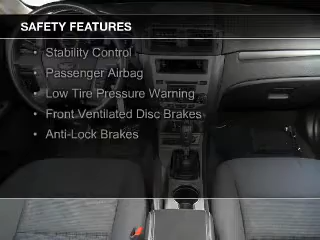 SAFETY FEATURES
• Stability Control
• Passenger Airbag
• Low Tire Pressure Warning
• Front Ventilated Disc Brakes
• Anti-Lock Brakes